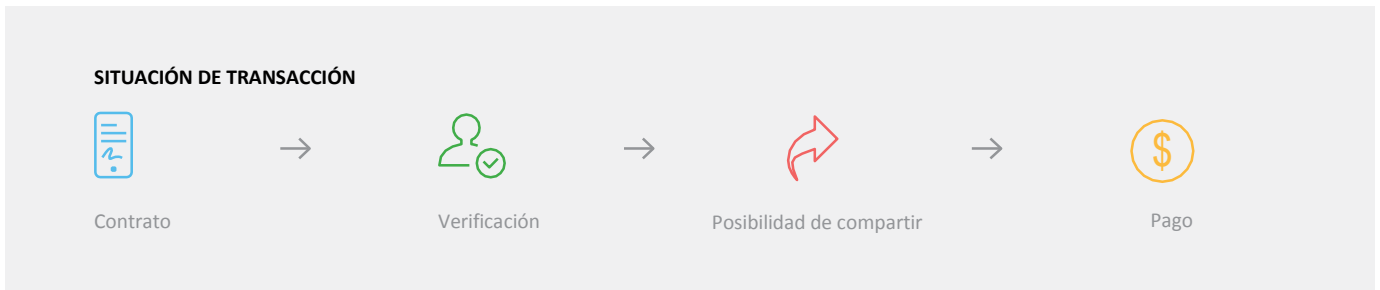 SITUACIÓN DE TRANSACCIÓN
$
Contrato
Verificación
Posibilidad de compartir
Pago